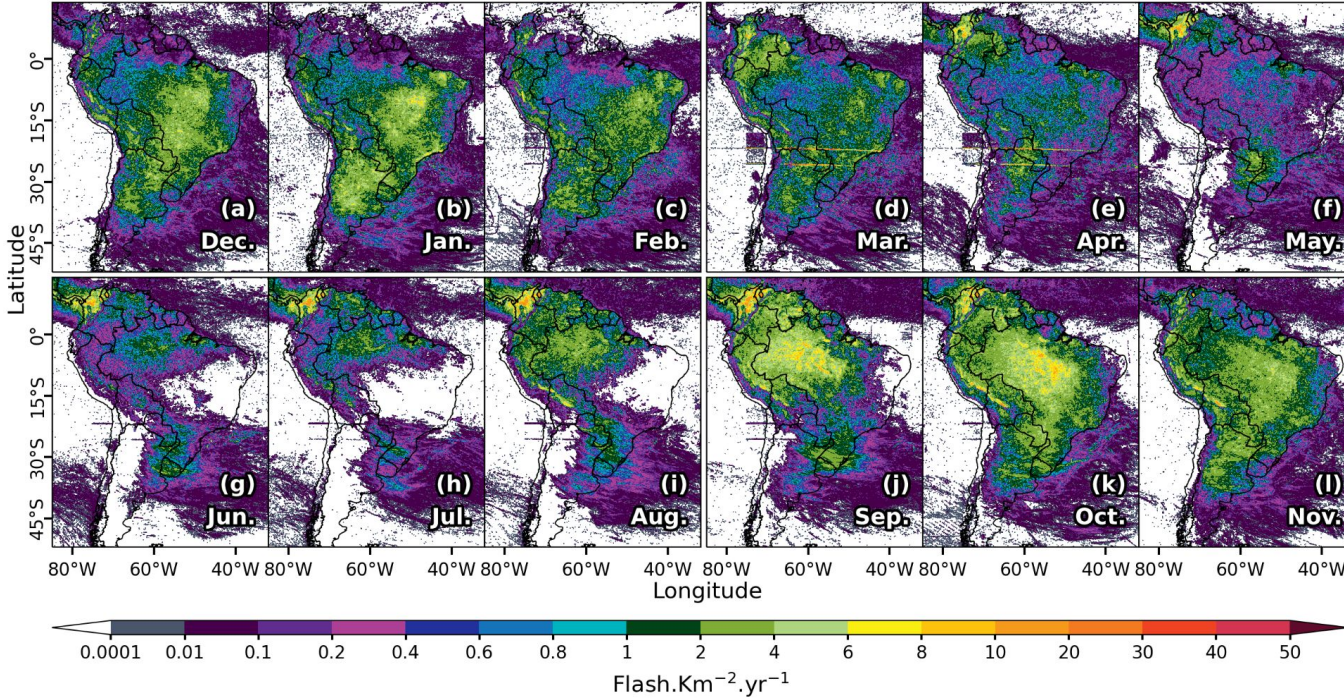 0°
15°S
30°S
45°S
(a)
Dec.
(b)
Jan.
(c)
Feb.
(d)
Mar.
(e)
Apr.
(f)
May.
Latitude
0°
15°S
30°S
45°S
(g)
Jun.
(h)
Jul.
(i)
Aug.
(j)
Sep.
(k)
Oct.
(l)
Nov.
80°W 60°W 40°W 80°W 60°W 40°W 80°W 60°W 40°W 80°W 60°W 40°W 80°W 60°W 40°W 80°W 60°W 40°W
Longitude
0.0001 0.01 0.1 0.2 0.4 0.6 0.8 1 2 4 6 8 10 20 30 40 50
Flash.Km⁻².yr⁻¹